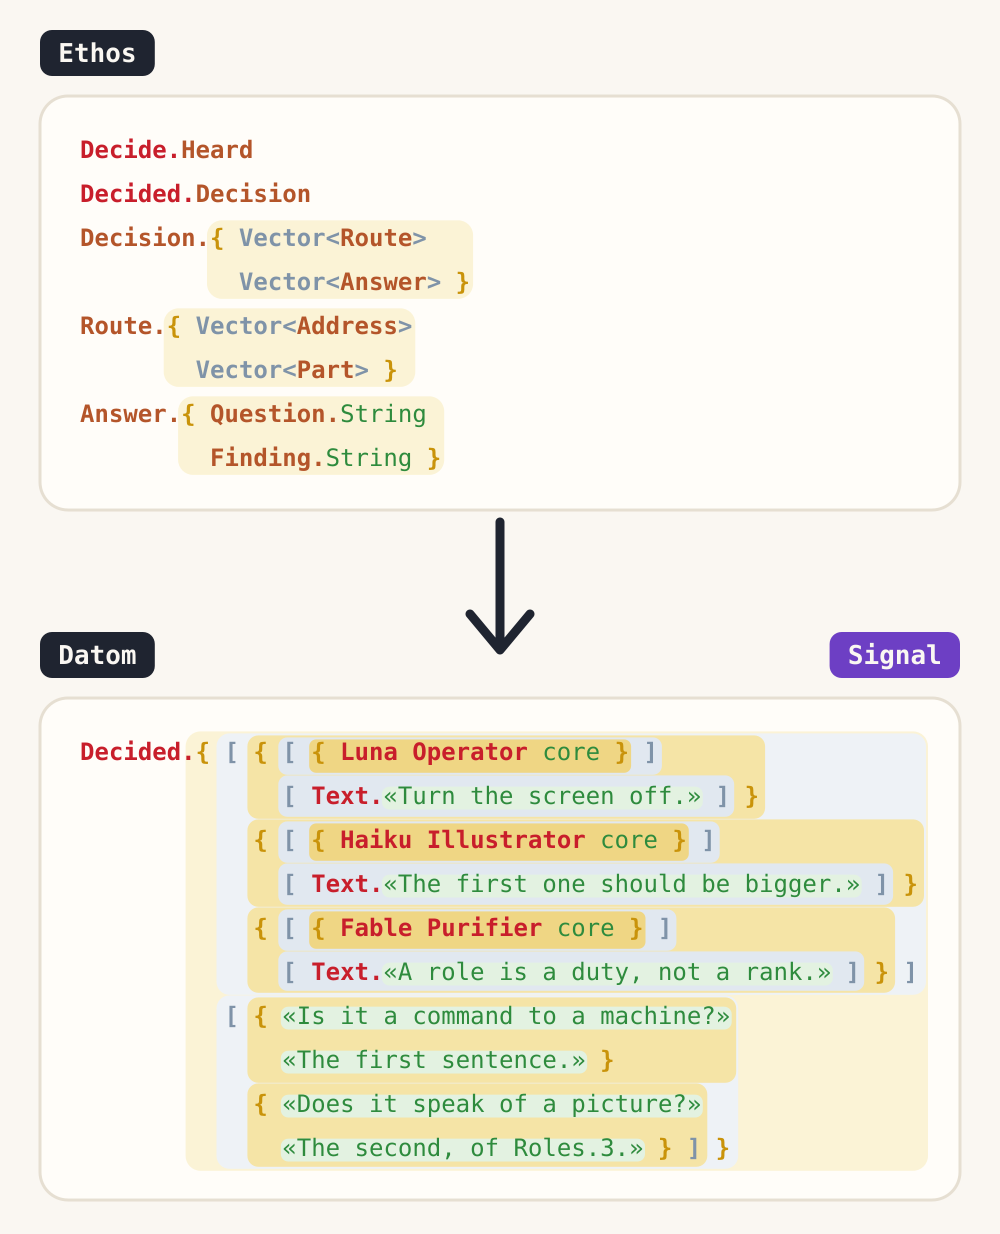 Ethos
Decide.Heard
Decided.Decision
Decision.{ Vector<Route>
Vector<Answer> }
Route.{ Vector<Address>
Vector<Part> }
Answer.{ Question.String
Finding.String }
Datom
Signal
Decided.{ [ { [ { Luna Operator core } ]
[ Text.«Turn the screen off.» ] }
{ [ { Haiku Illustrator core } ]
[ Text.«The first one should be bigger.» ] }
{ [ { Fable Purifier core } ]
[ Text.«A role is a duty, not a rank.» ] } ]
[ { «Is it a command to a machine?»
«The first sentence.» }
{ «Does it speak of a picture?»
«The second, of Roles.3.» } ] }